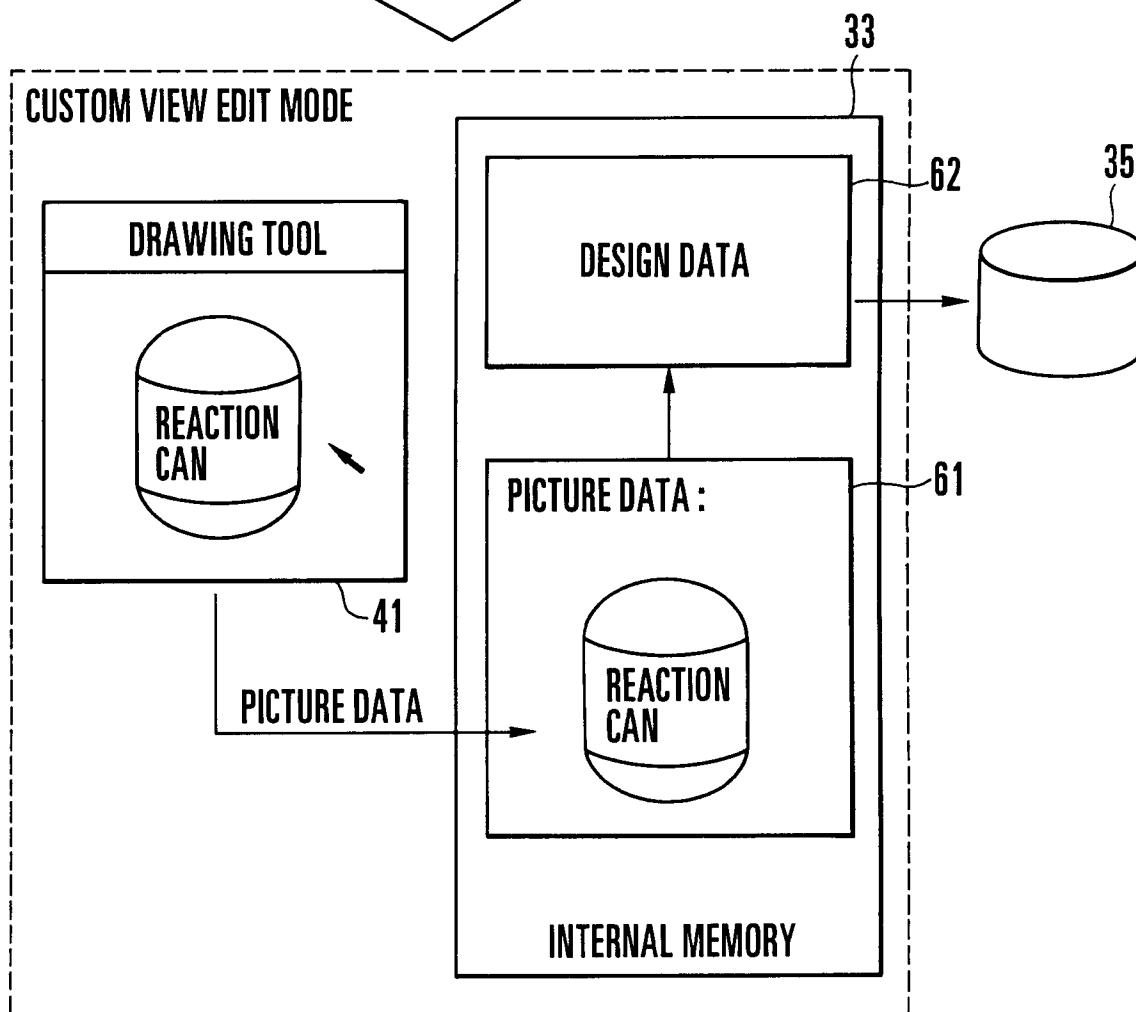 33
CUSTOM VIEW EDIT MODE
62
35
DRAWING TOOL
DESIGN DATA
REACTION
CAN
PICTURE DATA :
61
41
PICTURE DATA
REACTION
CAN
INTERNAL MEMORY